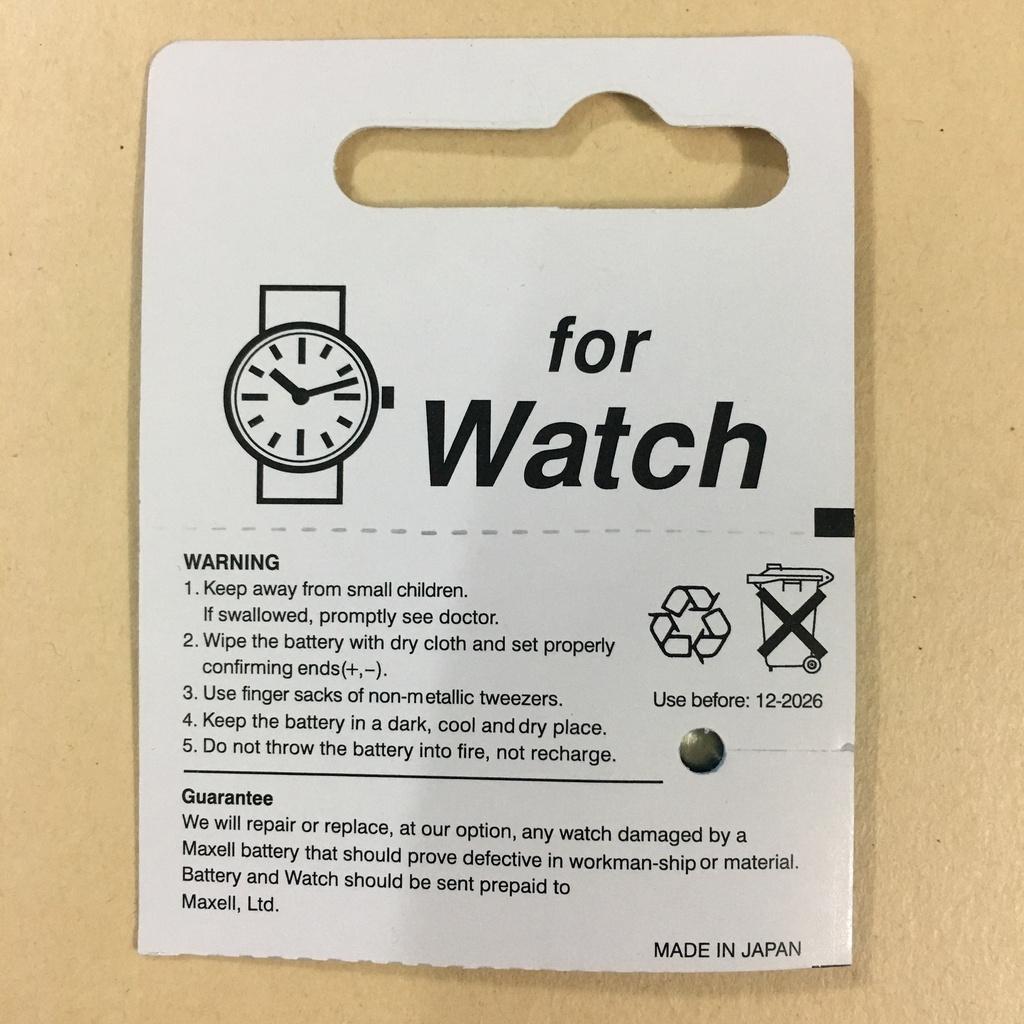 for
Watch
WARNING
1. Keep away from small children.
If swallowed, promptly see doctor.
2. Wipe the battery with dry cloth and set properly
confirming ends(+,−).
3. Use finger sacks of non-metallic tweezers.
4. Keep the battery in a dark, cool and dry place.
5. Do not throw the battery into fire, not recharge.
Use before: 12-2026
Guarantee
We will repair or replace, at our option, any watch damaged by a
Maxell battery that should prove defective in workman-ship or material.
Battery and Watch should be sent prepaid to
Maxell, Ltd.
MADE IN JAPAN